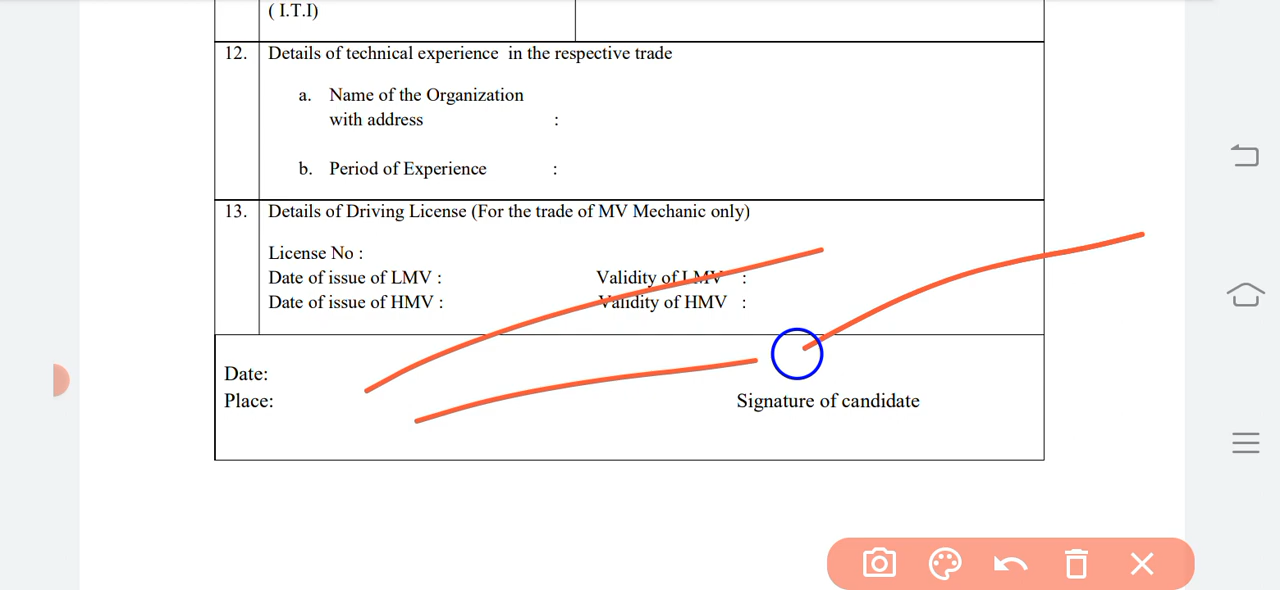 ( I.T.I)
12. Details of technical experience in the respective trade
a. Name of the Organization
with address :
b. Period of Experience :
13. Details of Driving License (For the trade of MV Mechanic only)
License No :
Date of issue of LMV : Validity of LMV :
Date of issue of HMV : Validity of HMV :
Date:
Place: Signature of candidate